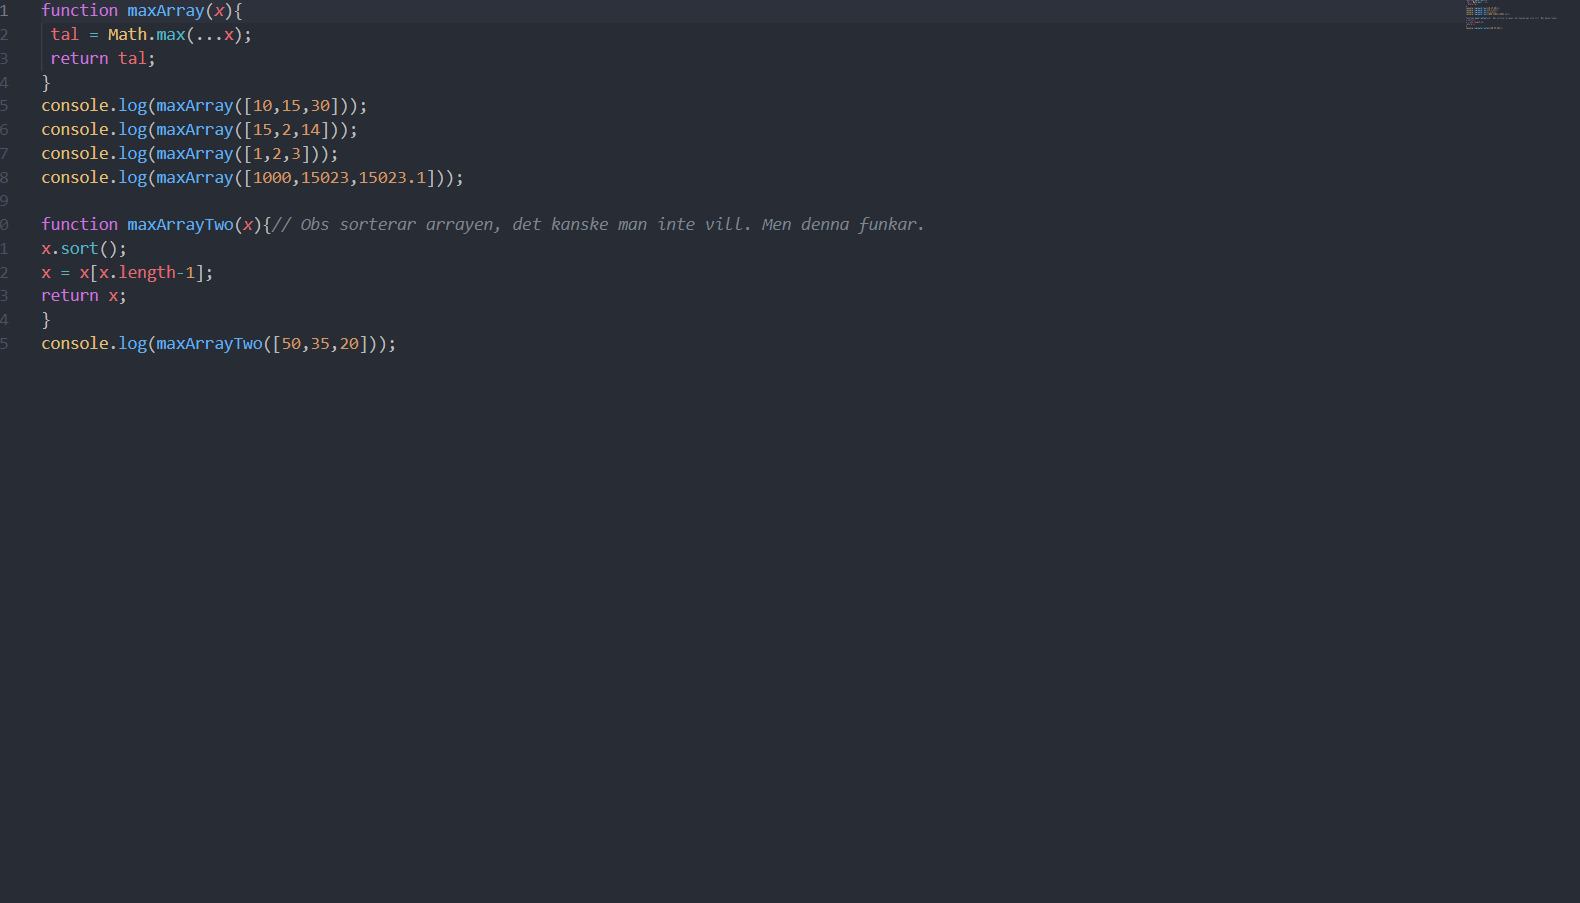 1 function maxArray(x){
2 tal = Math.max(...x);
3 return tal;
4 }
5 console.log(maxArray([10,15,30]));
6 console.log(maxArray([15,2,14]));
7 console.log(maxArray([1,2,3]));
8 console.log(maxArray([1000,15023,15023.1]));
9
0 function maxArrayTwo(x){// Obs sorterar arrayen, det kanske man inte vill. Men denna funkar.
1 x.sort();
2 x = x[x.length-1];
3 return x;
4 }
5 console.log(maxArrayTwo([50,35,20]));